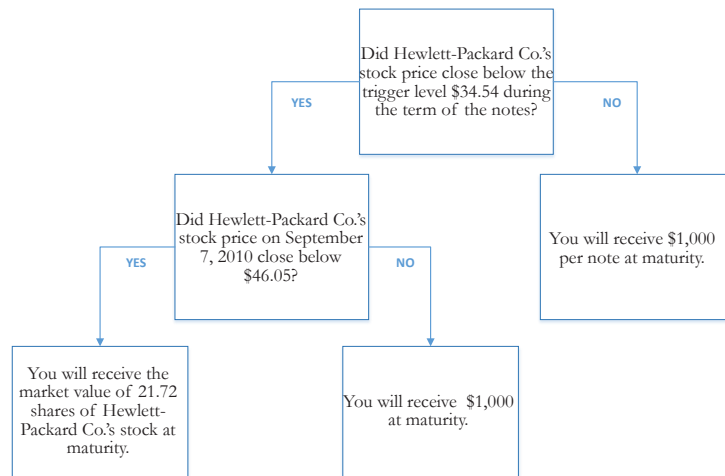 Did Hewlett-Packard Co.'s
stock price close below the
trigger level $34.54 during
the term of the notes?
YES
NO
Did Hewlett-Packard Co.'s
stock price on September
7, 2010 close below
$46.05?
You will receive $1,000
per note at maturity.
YES
NO
You will receive the
market value of 21.72
shares of Hewlett-
Packard Co.'s stock at
maturity.
You will receive $1,000
at maturity.